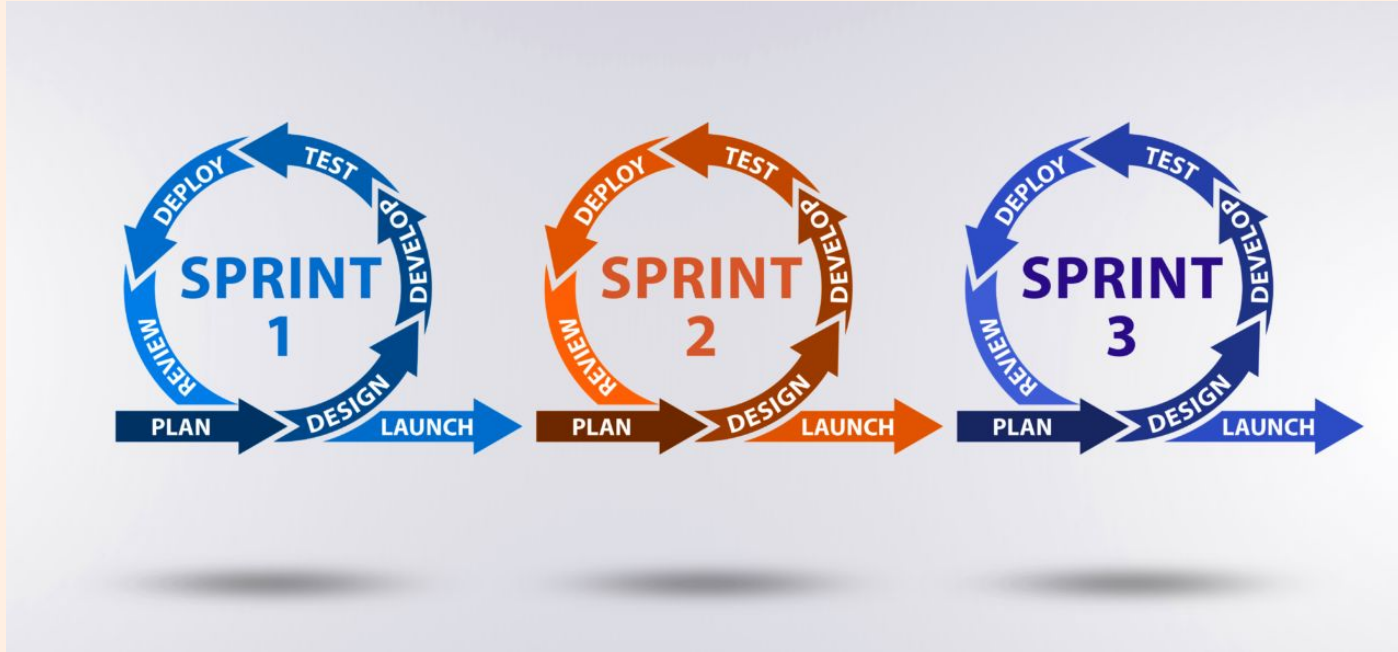 SPRINT
1
PLAN
DESIGN
DEVELOP
TEST
DEPLOY
REVIEW
LAUNCH
SPRINT
2
PLAN
DESIGN
DEVELOP
TEST
DEPLOY
REVIEW
LAUNCH
SPRINT
3
PLAN
DESIGN
DEVELOP
TEST
DEPLOY
REVIEW
LAUNCH